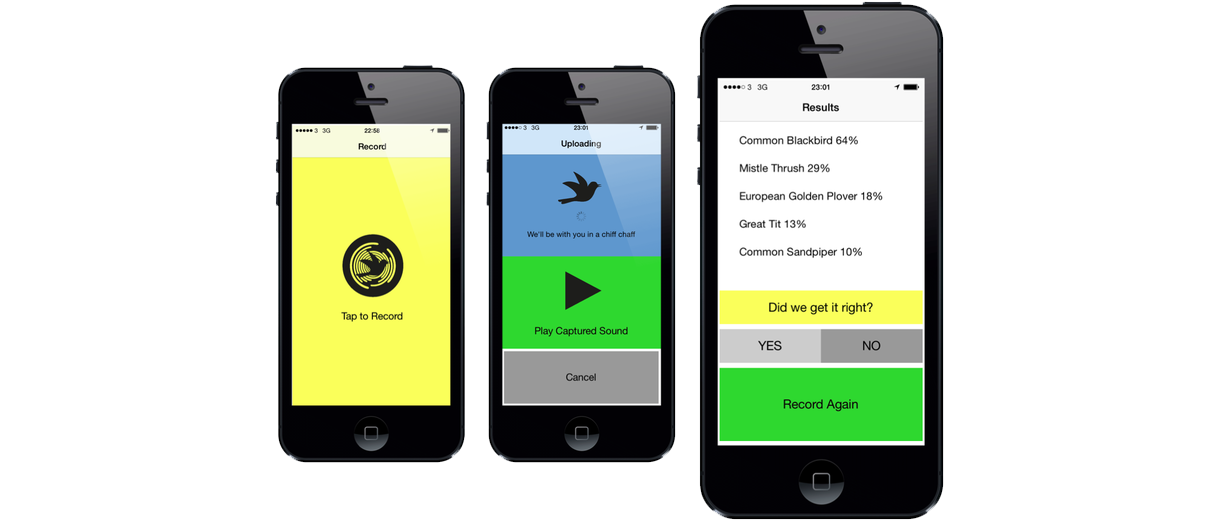 3 3G 22:58
Record
Tap to Record
3 3G 23:01
Uploading
We'll be with you in a chiff chaff
Play Captured Sound
Cancel
3 3G 23:01
Results
Common Blackbird 64%
Mistle Thrush 29%
European Golden Plover 18%
Great Tit 13%
Common Sandpiper 10%
Did we get it right?
YES NO
Record Again